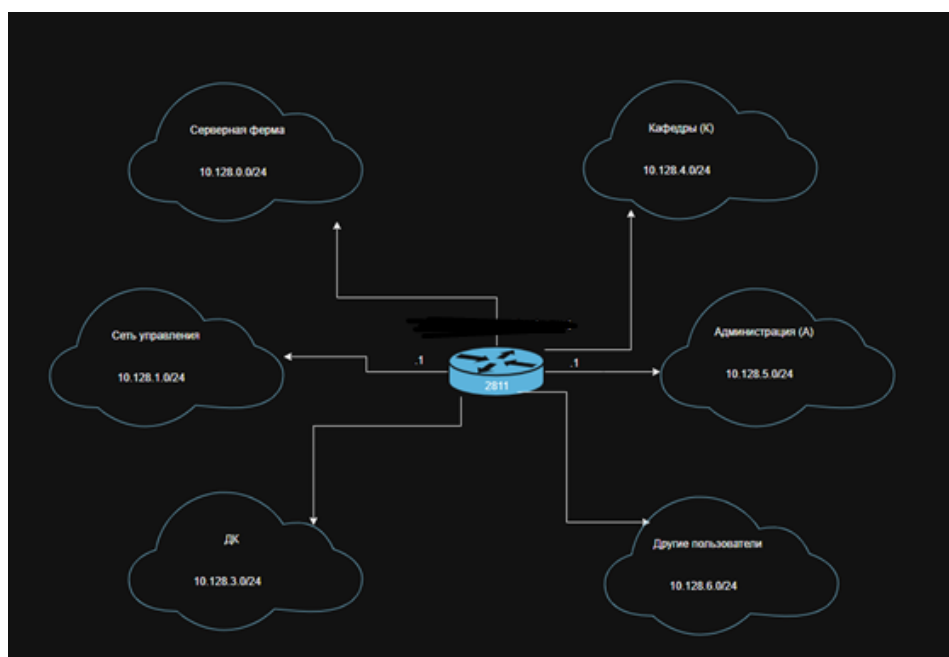 Серверная ферма
10.128.0.0/24
Кафедры (К)
10.128.4.0/24
Сеть управления
10.128.1.0/24
.1
2811
.1
Администрация (А)
10.128.5.0/24
ДК
10.128.3.0/24
Другие пользователи
10.128.6.0/24